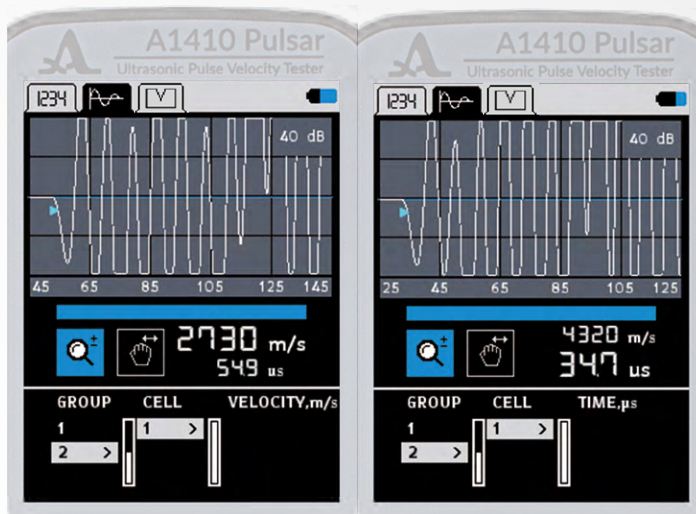 A1410 Pulsar
Ultrasonic Pulse Velocity Tester
1234
V
40 dB
45 65 85 105 125 145
±
2730 m/s
54.9 us
GROUP CELL VELOCITY,m/s
1 1 >
2 >
A1410 Pulsar
Ultrasonic Pulse Velocity Tester
1234
V
40 dB
25 45 65 85 105 125
±
4320 m/s
34.7 us
GROUP CELL TIME,µs
1 1 >
2 >